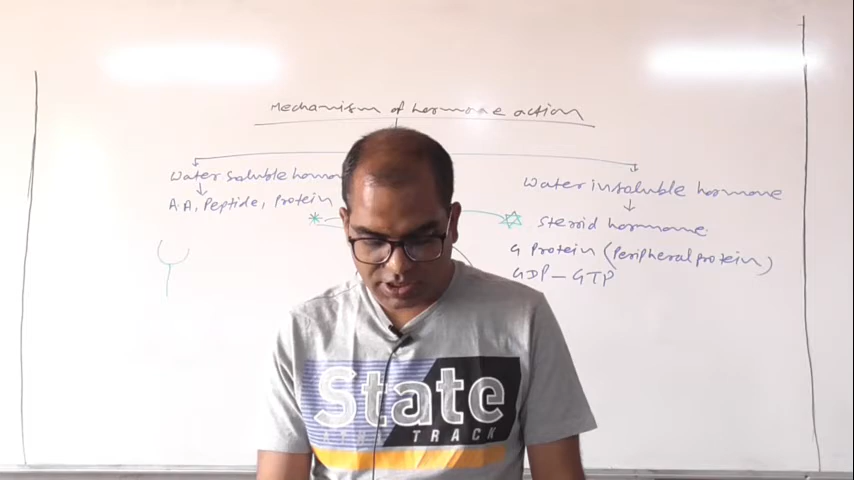 Mechanism of hormone action
Water soluble hormo
A.A, Peptide, Protein
Water insoluble hormone
Steroid hormone
G Protein (Peripheral protein)
GDP - GTP
State
TRACK